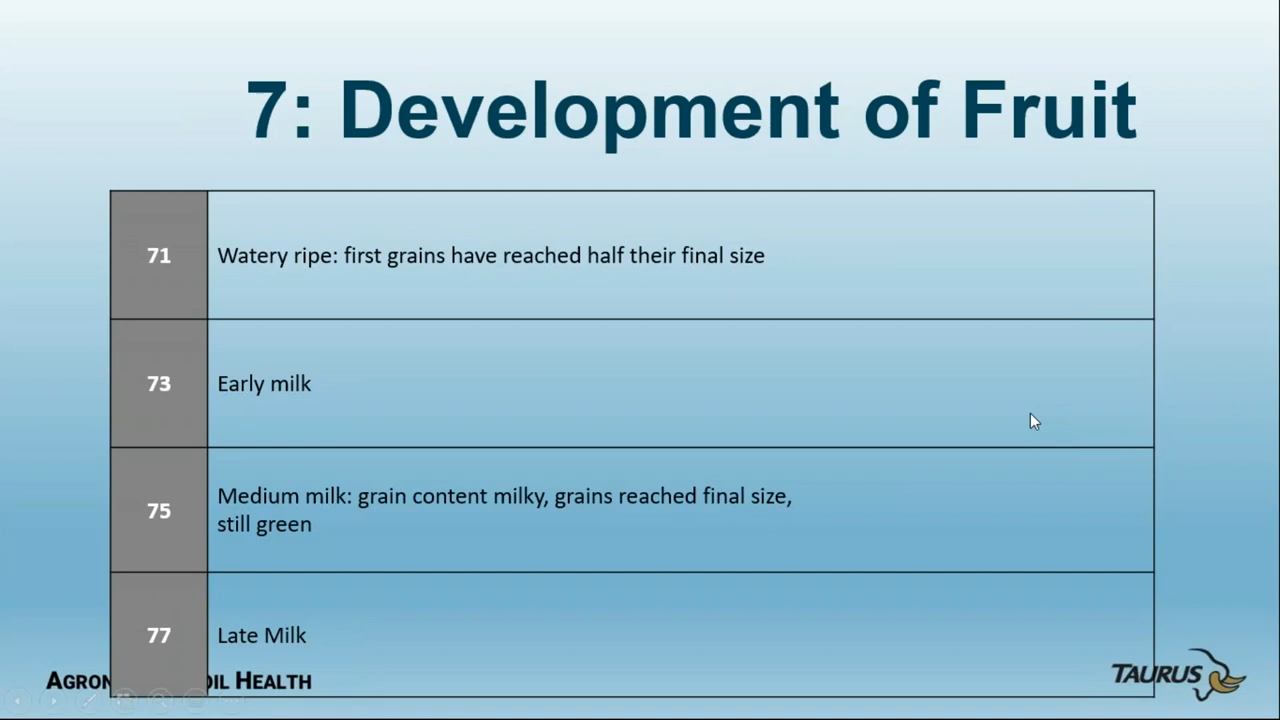 7: Development of Fruit
71 Watery ripe: first grains have reached half their final size
73 Early milk
75 Medium milk: grain content milky, grains reached final size,
still green
77 Late Milk
HEALTH
TAURUS